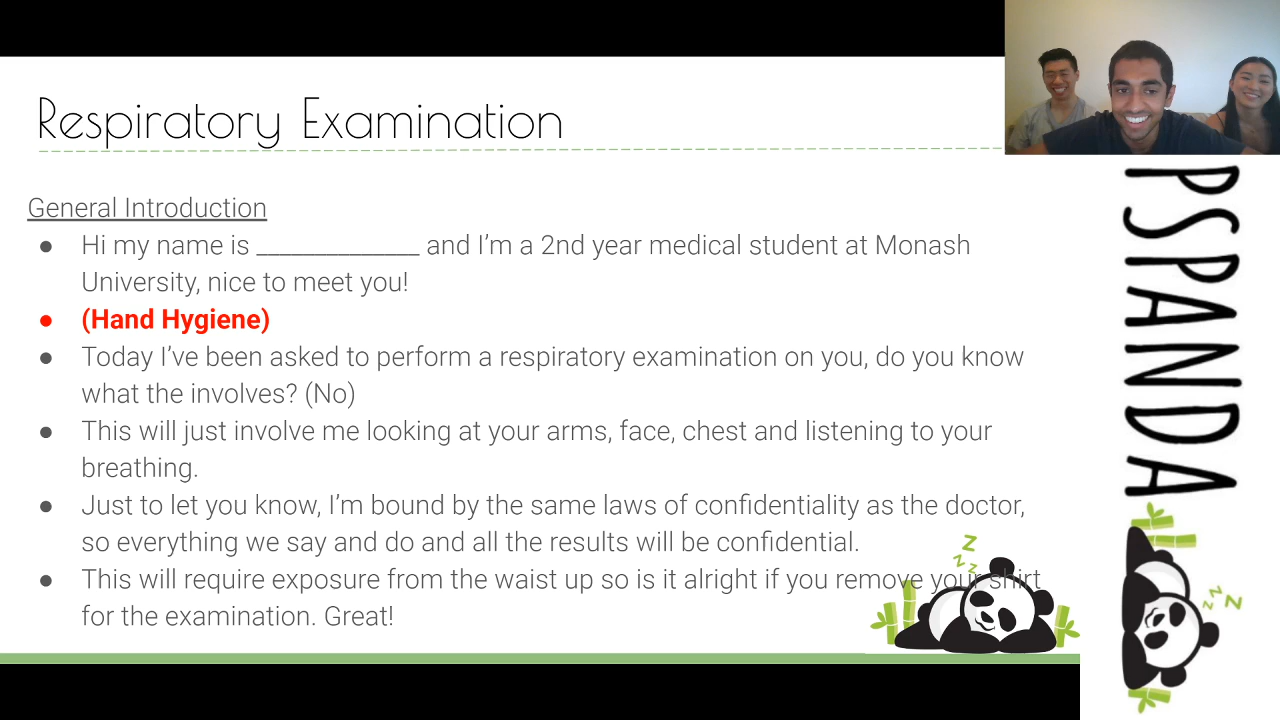 Respiratory Examination
General Introduction
● Hi my name is ______________ and I'm a 2nd year medical student at Monash
University, nice to meet you!
● (Hand Hygiene)
● Today I've been asked to perform a respiratory examination on you, do you know
what the involves? (No)
● This will just involve me looking at your arms, face, chest and listening to your
breathing.
● Just to let you know, I'm bound by the same laws of confidentiality as the doctor,
so everything we say and do and all the results will be confidential.
● This will require exposure from the waist up so is it alright if you remove your shirt
for the examination. Great!
z z z z
PSPANDA
z z z